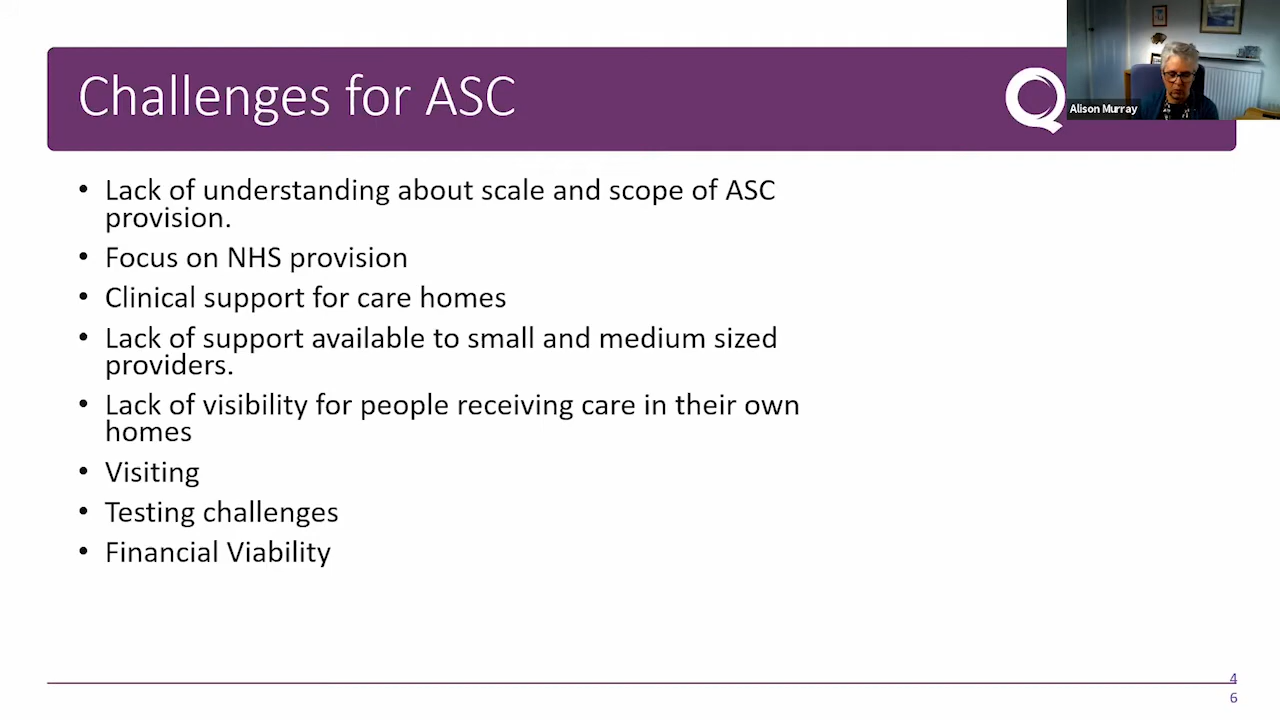 Challenges for ASC
Alison Murray
• Lack of understanding about scale and scope of ASC
provision.
• Focus on NHS provision
• Clinical support for care homes
• Lack of support available to small and medium sized
providers.
• Lack of visibility for people receiving care in their own
homes
• Visiting
• Testing challenges
• Financial Viability
4
6